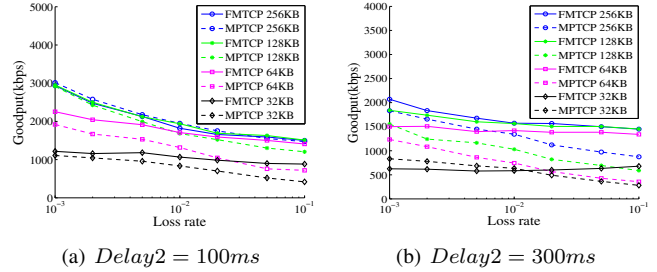 5000
4000
3000
2000
1000
0
Goodput(kbps)
10⁻³
10⁻²
10⁻¹
Loss rate
FMTCP 256KB
MPTCP 256KB
FMTCP 128KB
MPTCP 128KB
FMTCP 64KB
MPTCP 64KB
FMTCP 32KB
MPTCP 32KB
(a) Delay2 = 100ms
4000
3500
3000
2500
2000
1500
1000
500
0
Goodput(kbps)
10⁻³
10⁻²
10⁻¹
Loss rate
FMTCP 256KB
MPTCP 256KB
FMTCP 128KB
MPTCP 128KB
FMTCP 64KB
MPTCP 64KB
FMTCP 32KB
MPTCP 32KB
(b) Delay2 = 300ms